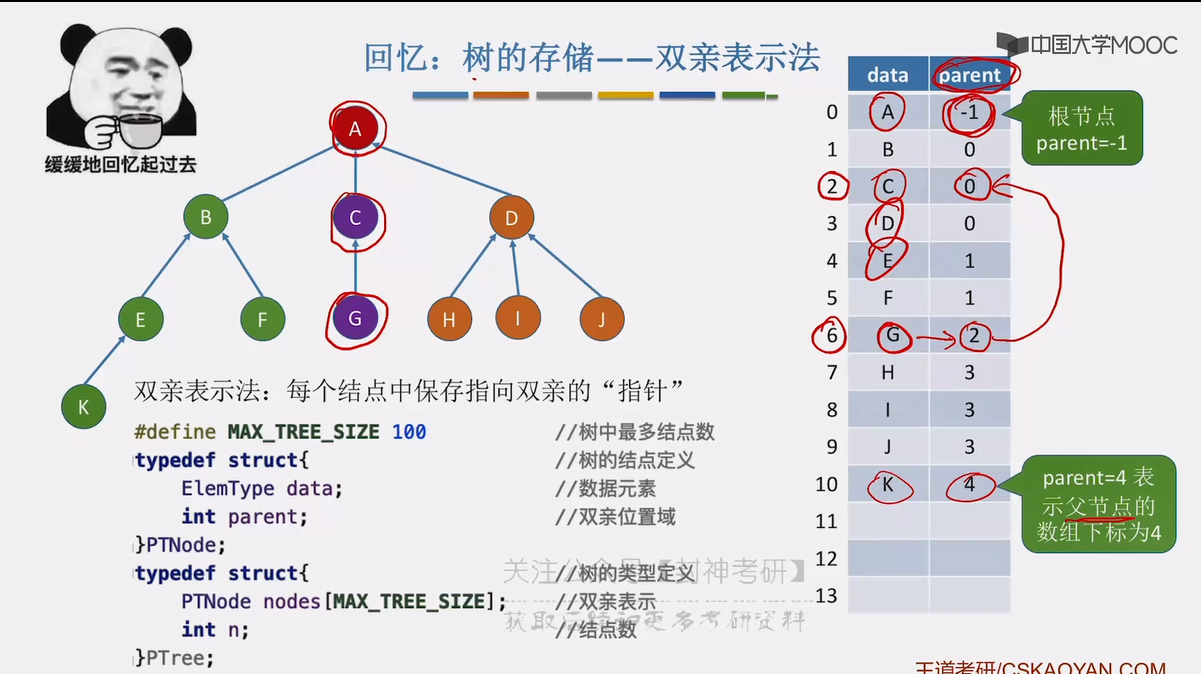 中国大学MOOC
回忆：树的存储——双亲表示法
缓缓地回忆起过去
A
B
C
D
E
F
G
H
I
J
K
data parent
0 A -1
1 B 0
2 C 0
3 D 0
4 E 1
5 F 1
6 G 2
7 H 3
8 I 3
9 J 3
10 K 4
11
12
13
根节点
parent=-1
parent=4 表
示父节点的
数组下标为4
双亲表示法：每个结点中保存指向双亲的“指针”
#define MAX_TREE_SIZE 100 //树中最多结点数
typedef struct{ //树的结点定义
ElemType data; //数据元素
int parent; //双亲位置域
}PTNode;
typedef struct{ //树的类型定义
PTNode nodes[MAX_TREE_SIZE]; //双亲表示
int n; //结点数
}PTree;
关注公众号【封神考研】
获取后续和更多考研资料
王道考研/CSKAOYAN.COM